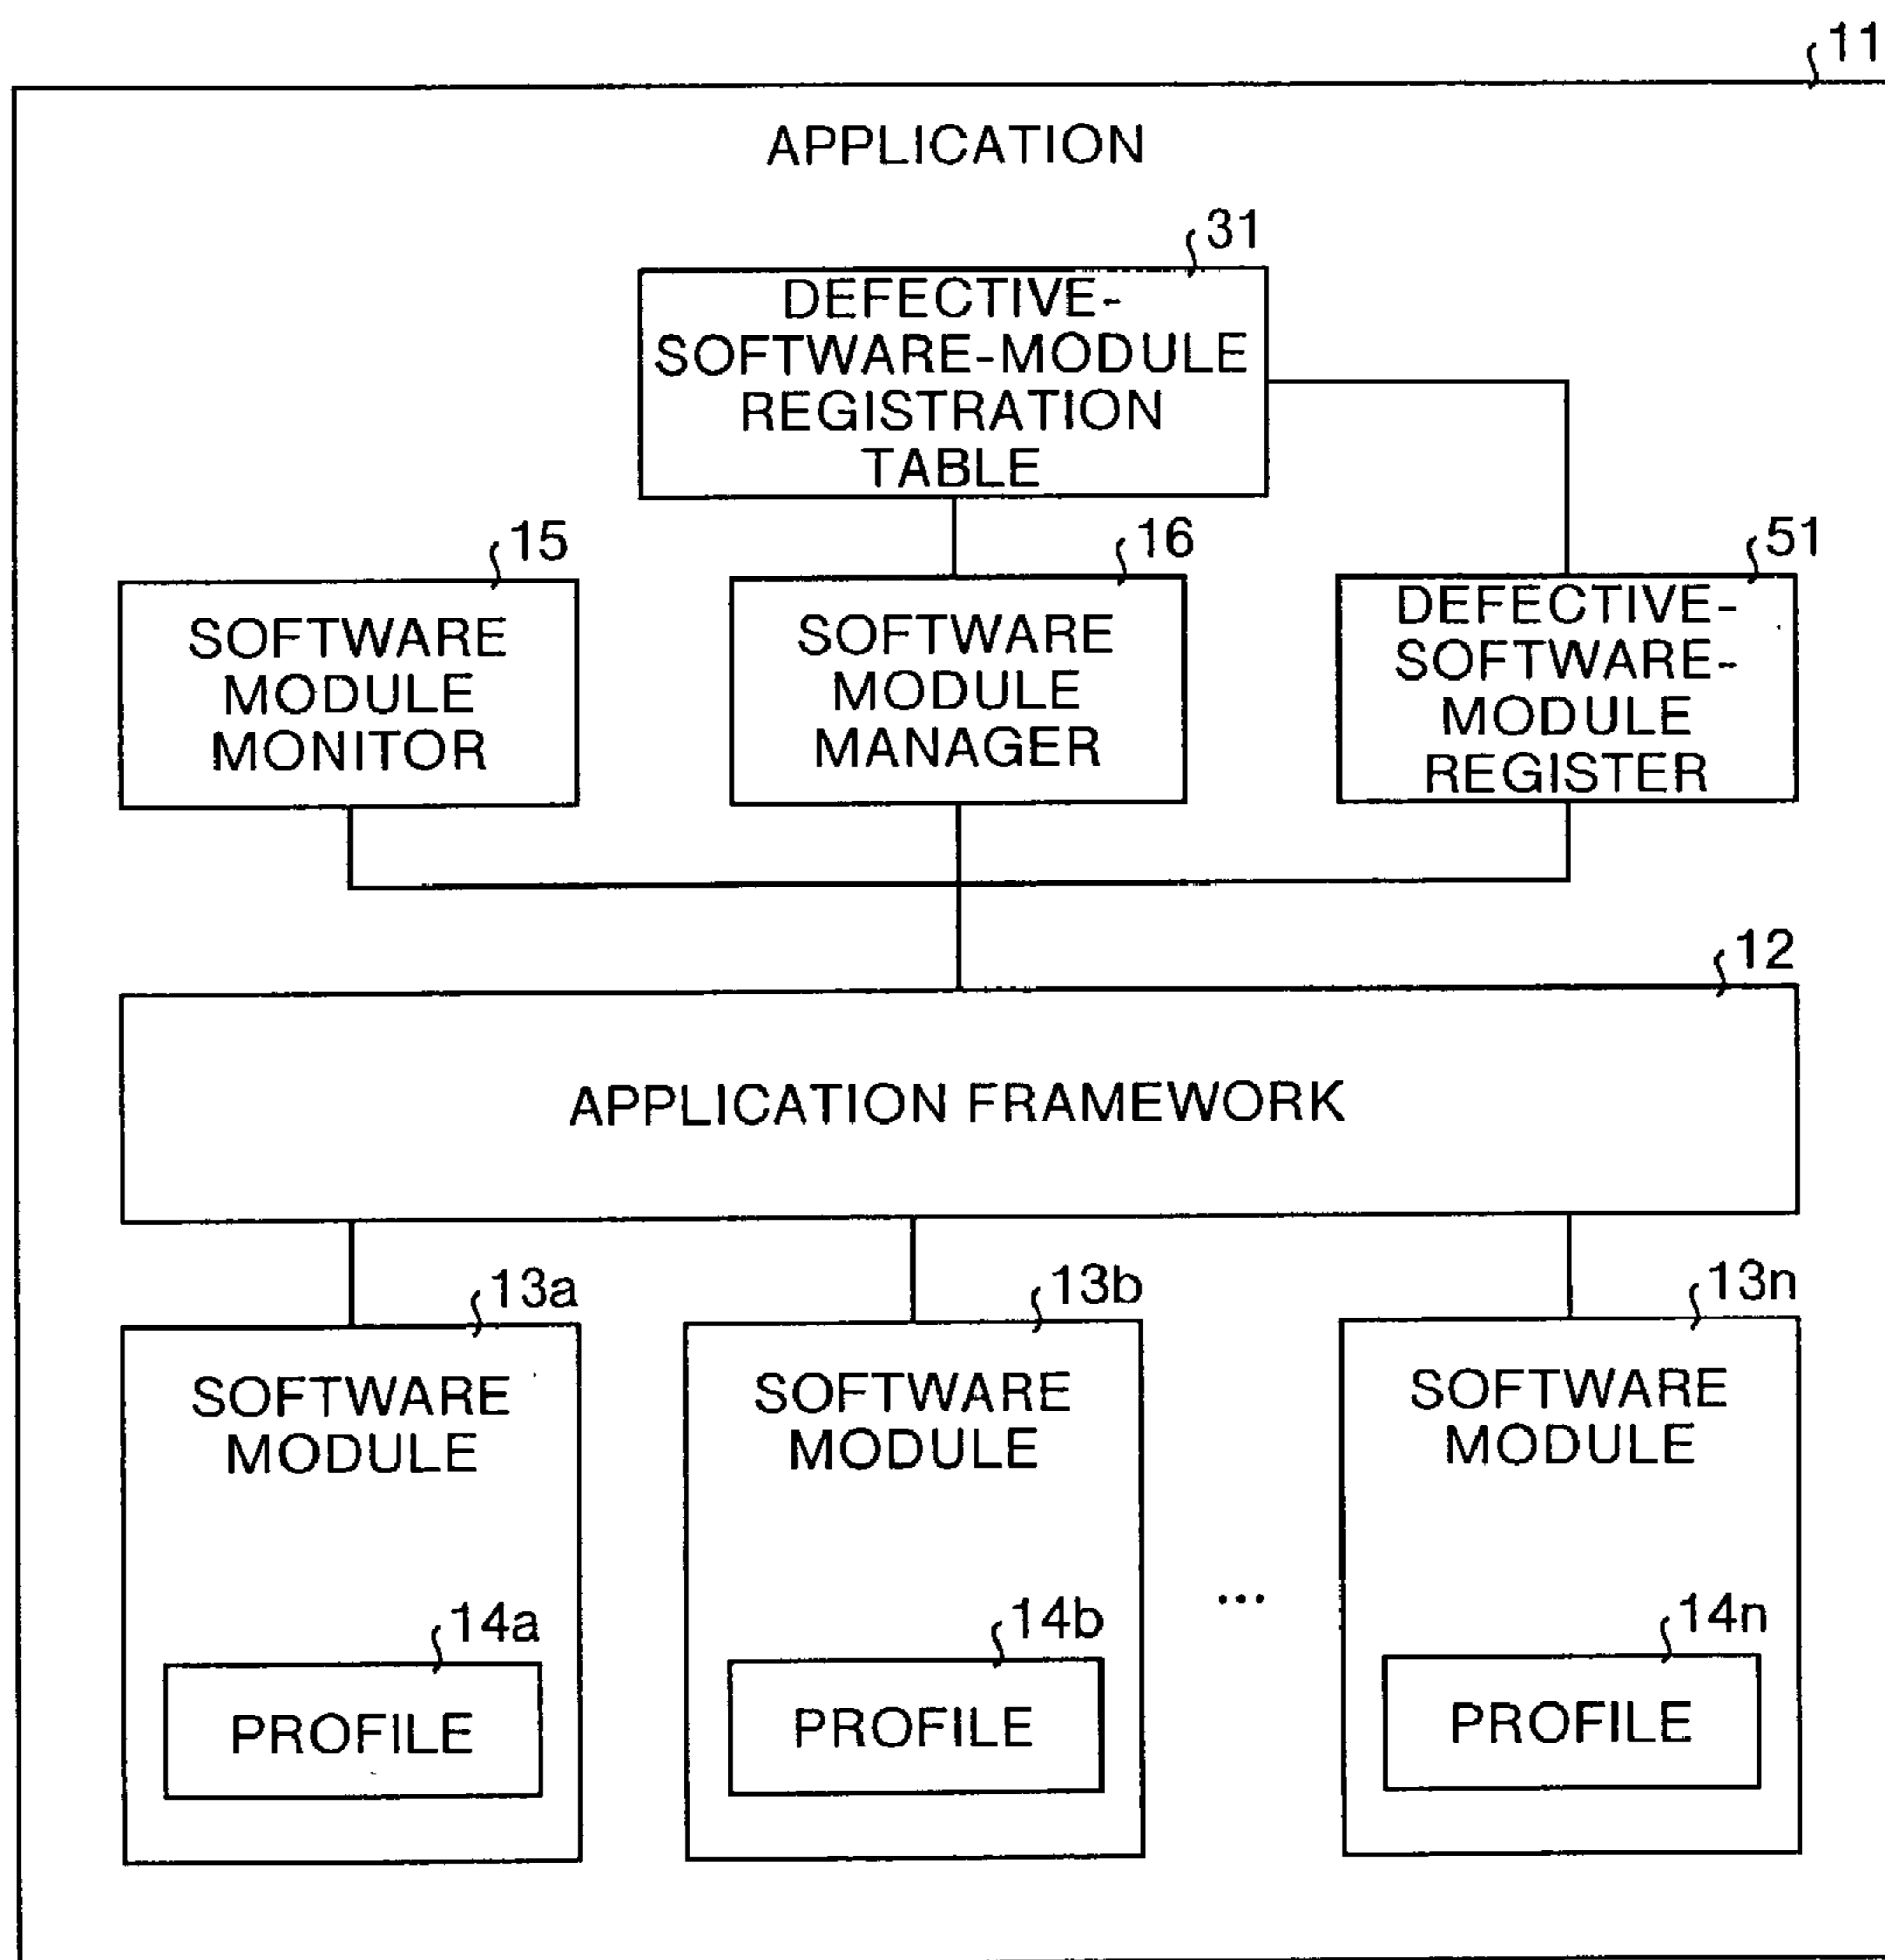 11
APPLICATION
31
DEFECTIVE-
SOFTWARE-MODULE
REGISTRATION
TABLE
15
SOFTWARE
MODULE
MONITOR
16
SOFTWARE
MODULE
MANAGER
51
DEFECTIVE-
SOFTWARE-
MODULE
REGISTER
12
APPLICATION FRAMEWORK
13a
SOFTWARE
MODULE
14a
PROFILE
13b
SOFTWARE
MODULE
14b
PROFILE
...
13n
SOFTWARE
MODULE
14n
PROFILE